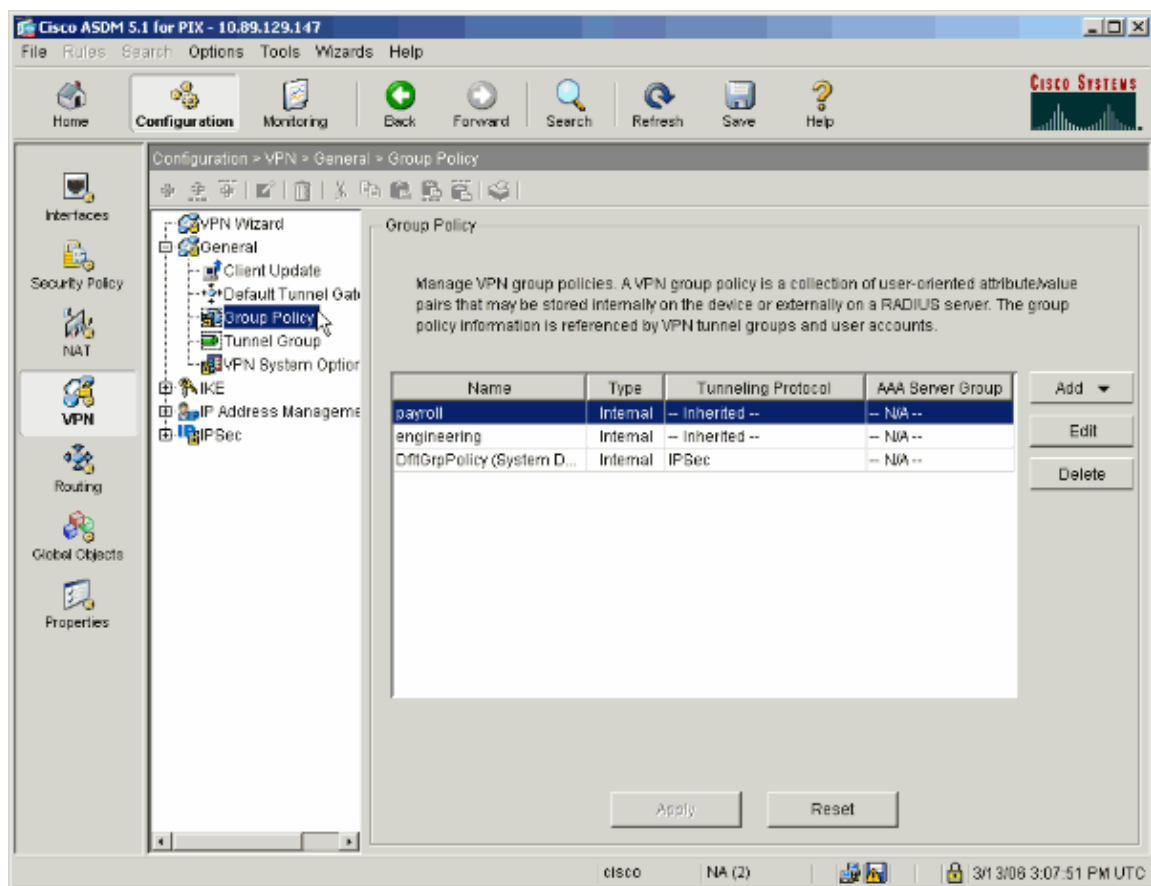 Cisco ASDM 5.1 for PIX - 10.89.129.147
File Rules Search Options Tools Wizards Help
Home
Configuration
Monitoring
Back
Forward
Search
Refresh
Save
Help
CISCO SYSTEMS
Configuration > VPN > General > Group Policy
Interfaces
Security Policy
NAT
VPN
Routing
Global Objects
Properties
VPN Wizard
General
Client Update
Default Tunnel Gate
Group Policy
Tunnel Group
VPN System Option
IKE
IP Address Manageme
IPSec
Group Policy
Manage VPN group policies. A VPN group policy is a collection of user-oriented attribute/value
pairs that may be stored internally on the device or externally on a RADIUS server. The group
policy information is referenced by VPN tunnel groups and user accounts.
Name Type Tunneling Protocol AAA Server Group
payroll Internal -- Inherited -- -- N/A --
engineering Internal -- Inherited -- -- N/A --
DfltGrpPolicy (System D... Internal IPSec -- N/A --
Add
Edit
Delete
Apply
Reset
cisco NA (2) 3/13/06 3:07:51 PM UTC